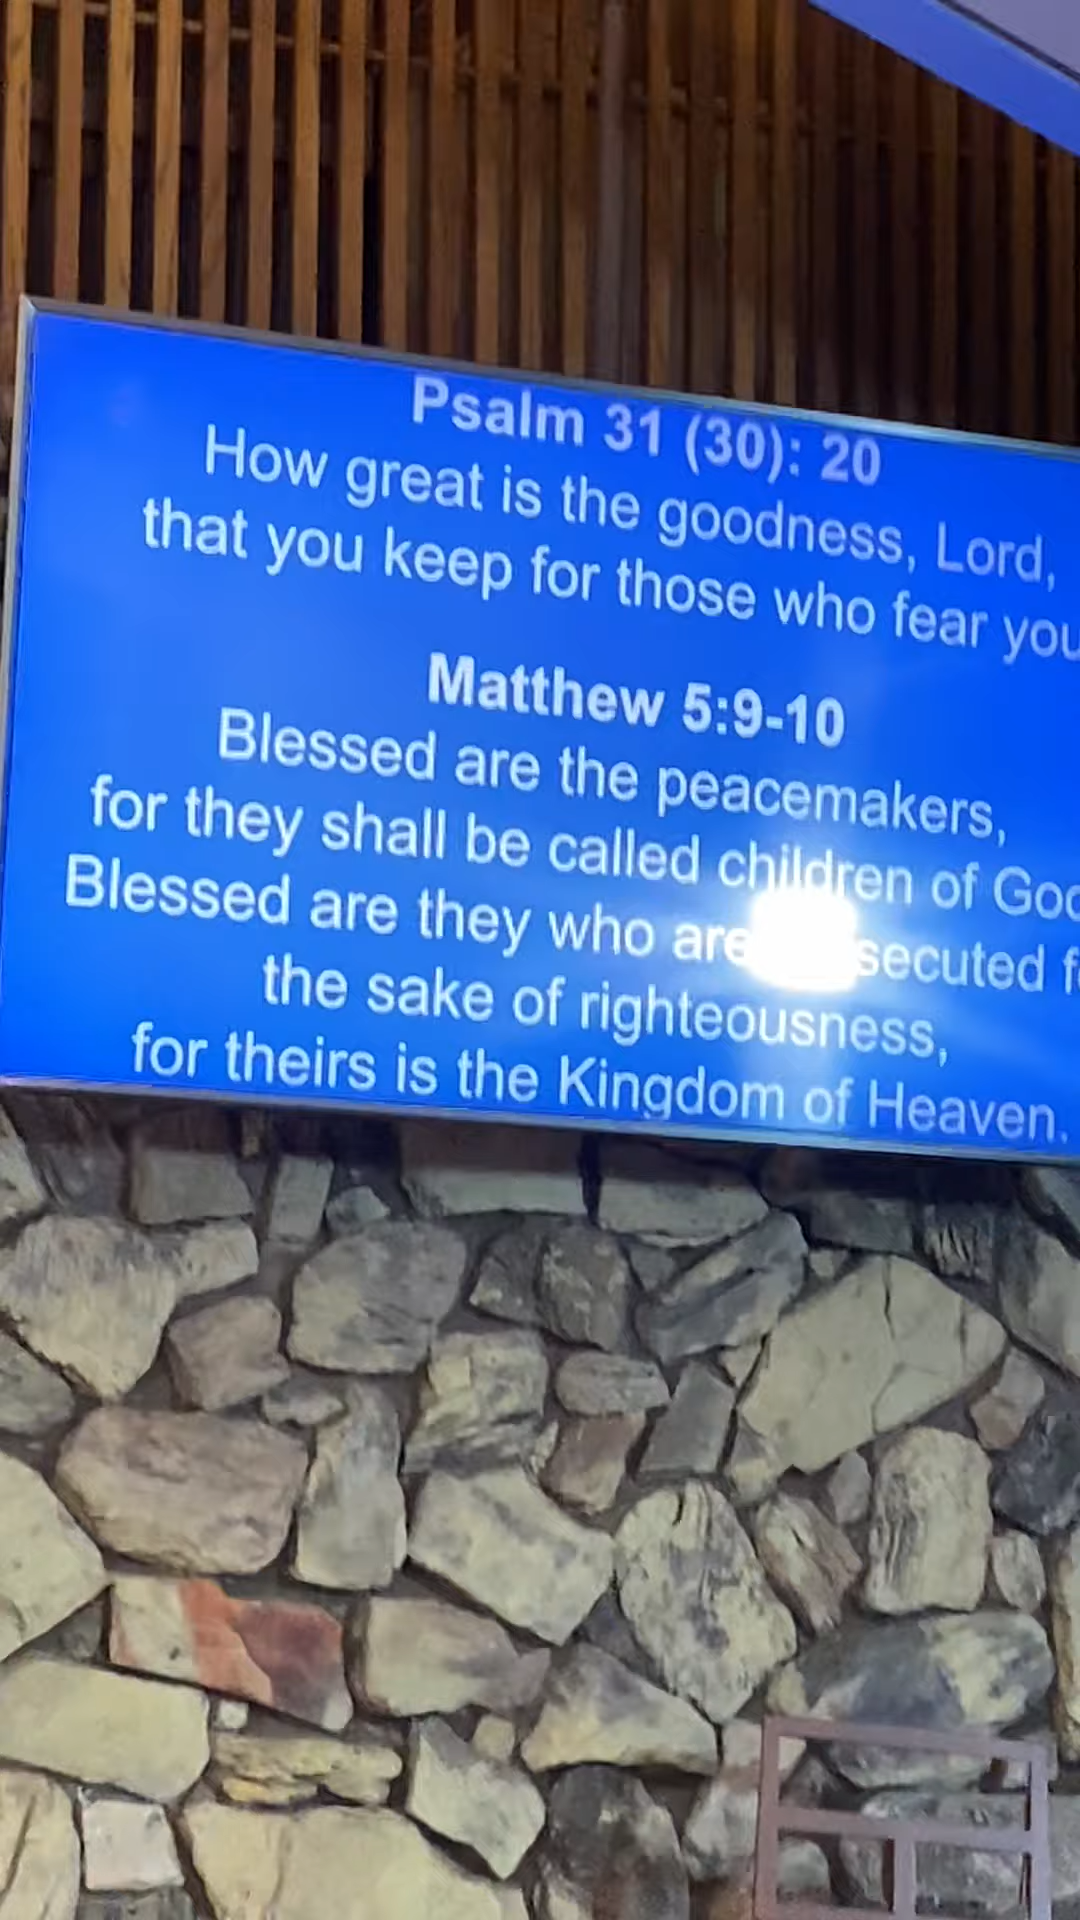 Psalm 31 (30): 20
How great is the goodness, Lord,
that you keep for those who fear you
Matthew 5:9-10
Blessed are the peacemakers,
for they shall be called children of
Blessed are they who are
the sake of righteousness,
for theirs is the Kingdom of Heaven.